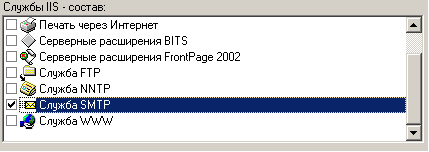 Службы IIS - состав:
Печать через Интернет
Серверные расширения BITS
Серверные расширения FrontPage 2002
Служба FTP
Служба NNTP
Служба SMTP
Служба WWW